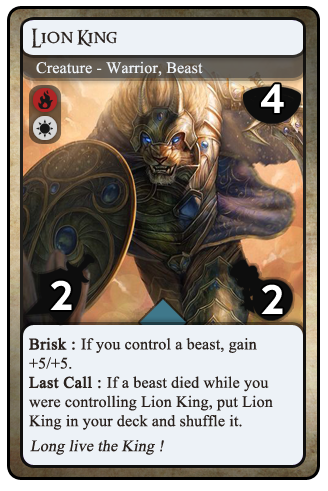 Lion King
Creature - Warrior, Beast
4
2
2
Brisk : If you control a beast, gain
+5/+5.
Last Call : If a beast died while you
were controlling Lion King, put Lion
King in your deck and shuffle it.
Long live the King !